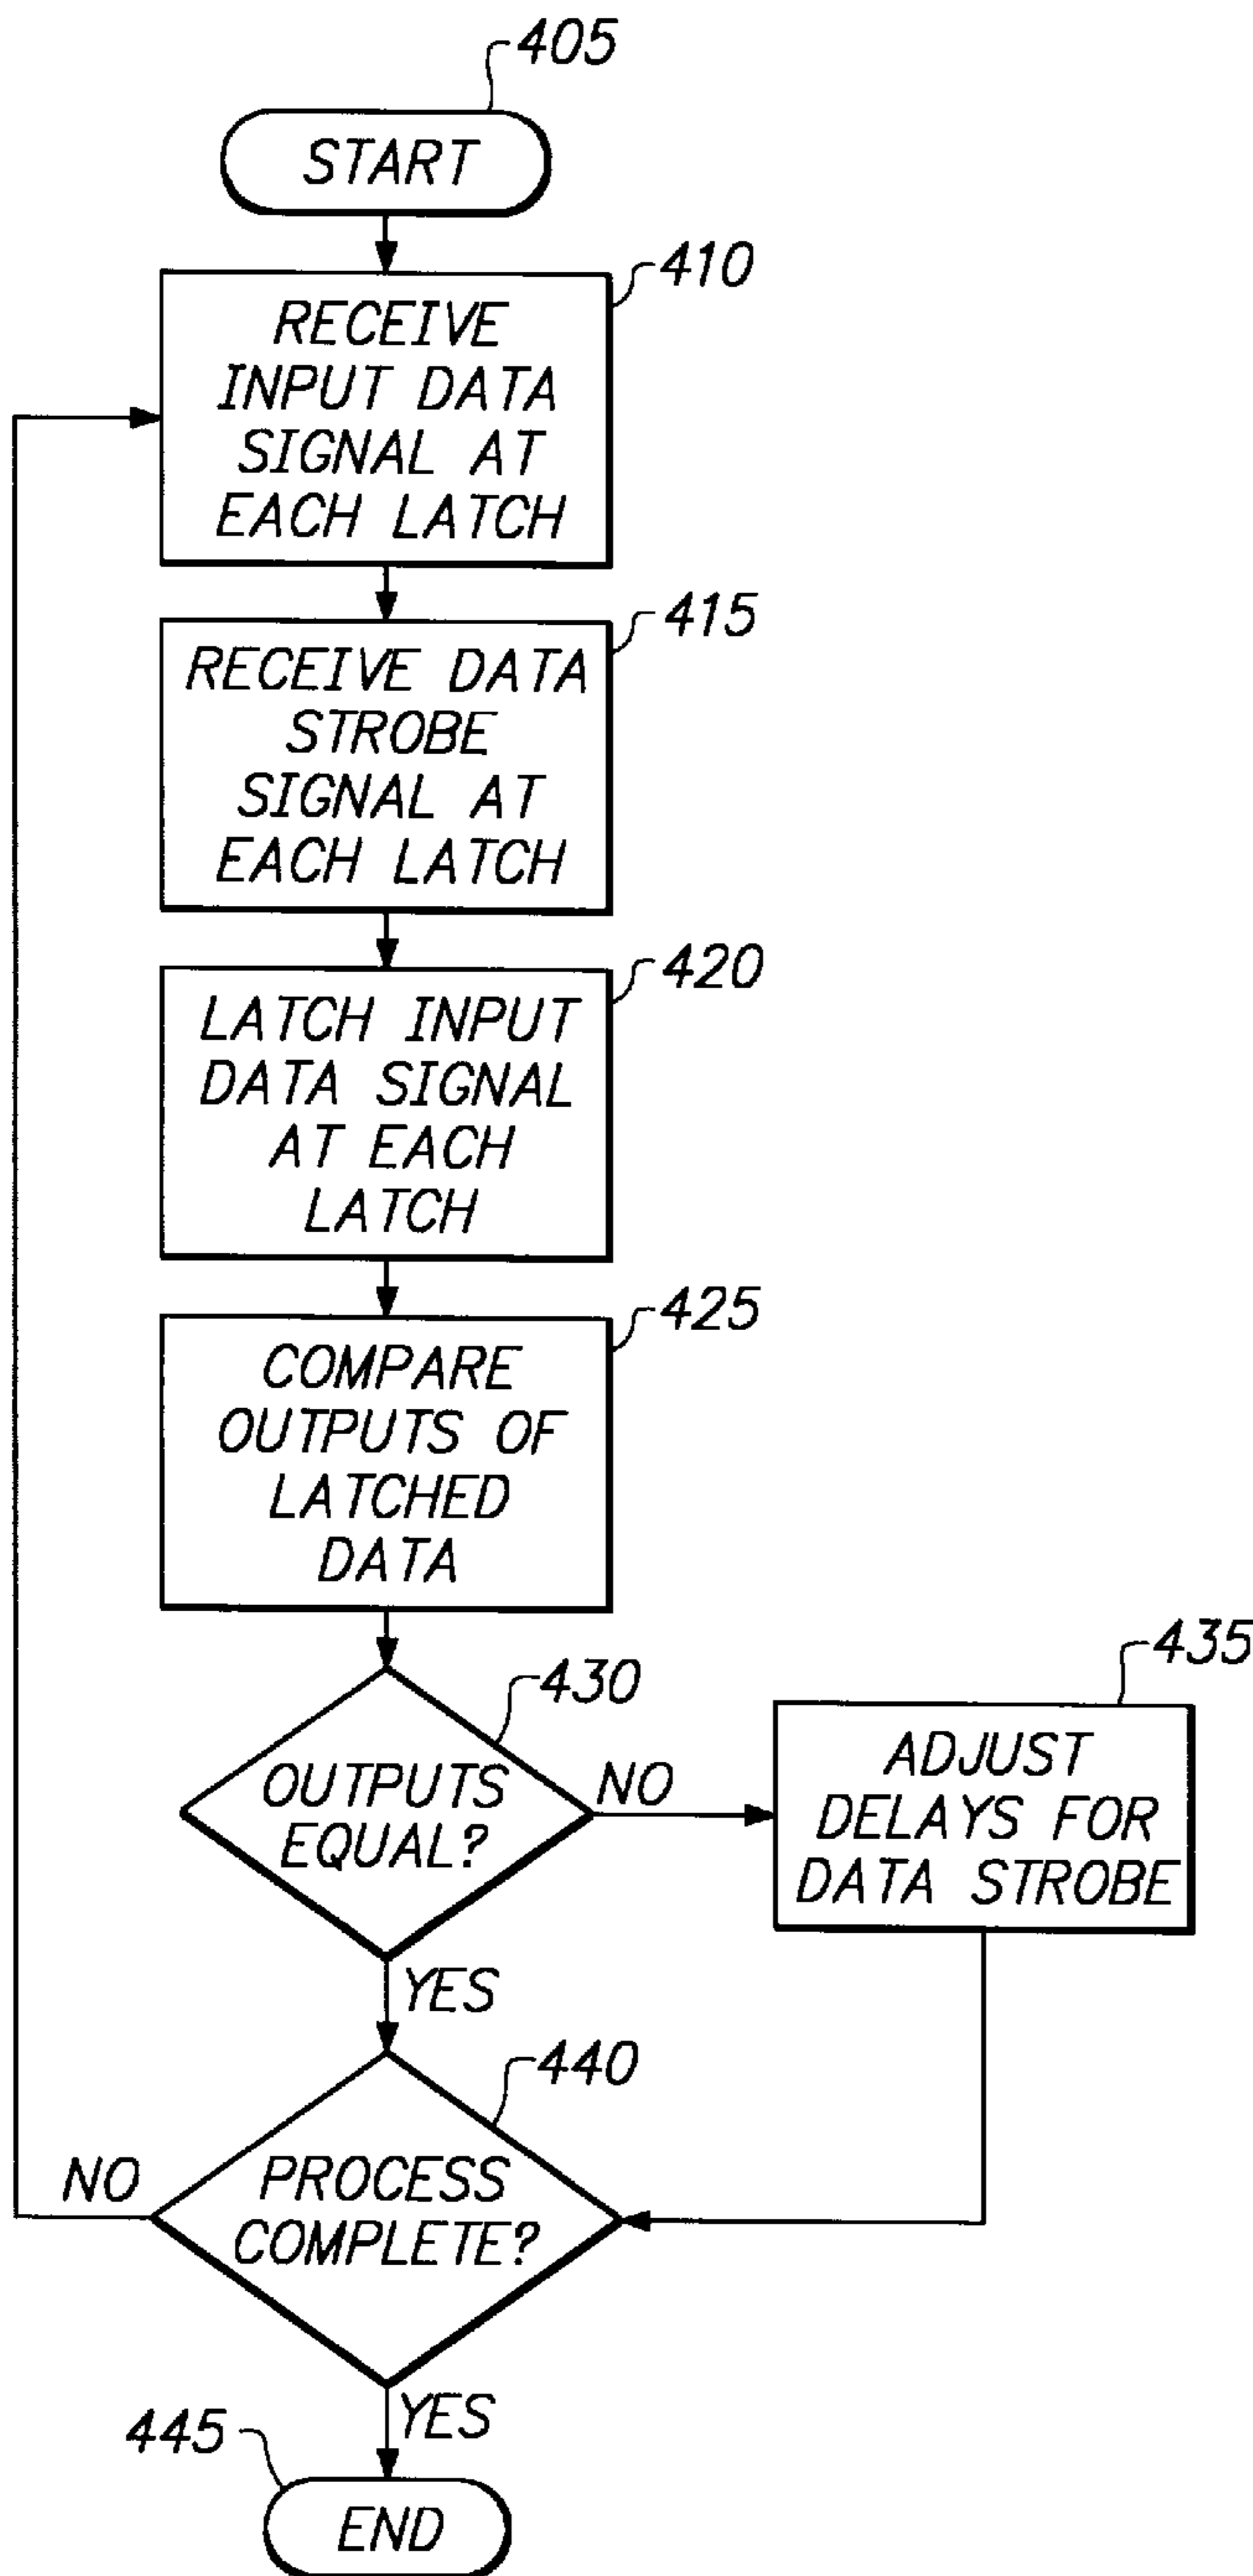 405
START
410
RECEIVE
INPUT DATA
SIGNAL AT
EACH LATCH
415
RECEIVE DATA
STROBE
SIGNAL AT
EACH LATCH
420
LATCH INPUT
DATA SIGNAL
AT EACH
LATCH
425
COMPARE
OUTPUTS OF
LATCHED
DATA
430
OUTPUTS
EQUAL?
NO
435
ADJUST
DELAYS FOR
DATA STROBE
YES
440
PROCESS
COMPLETE?
NO
YES
445
END